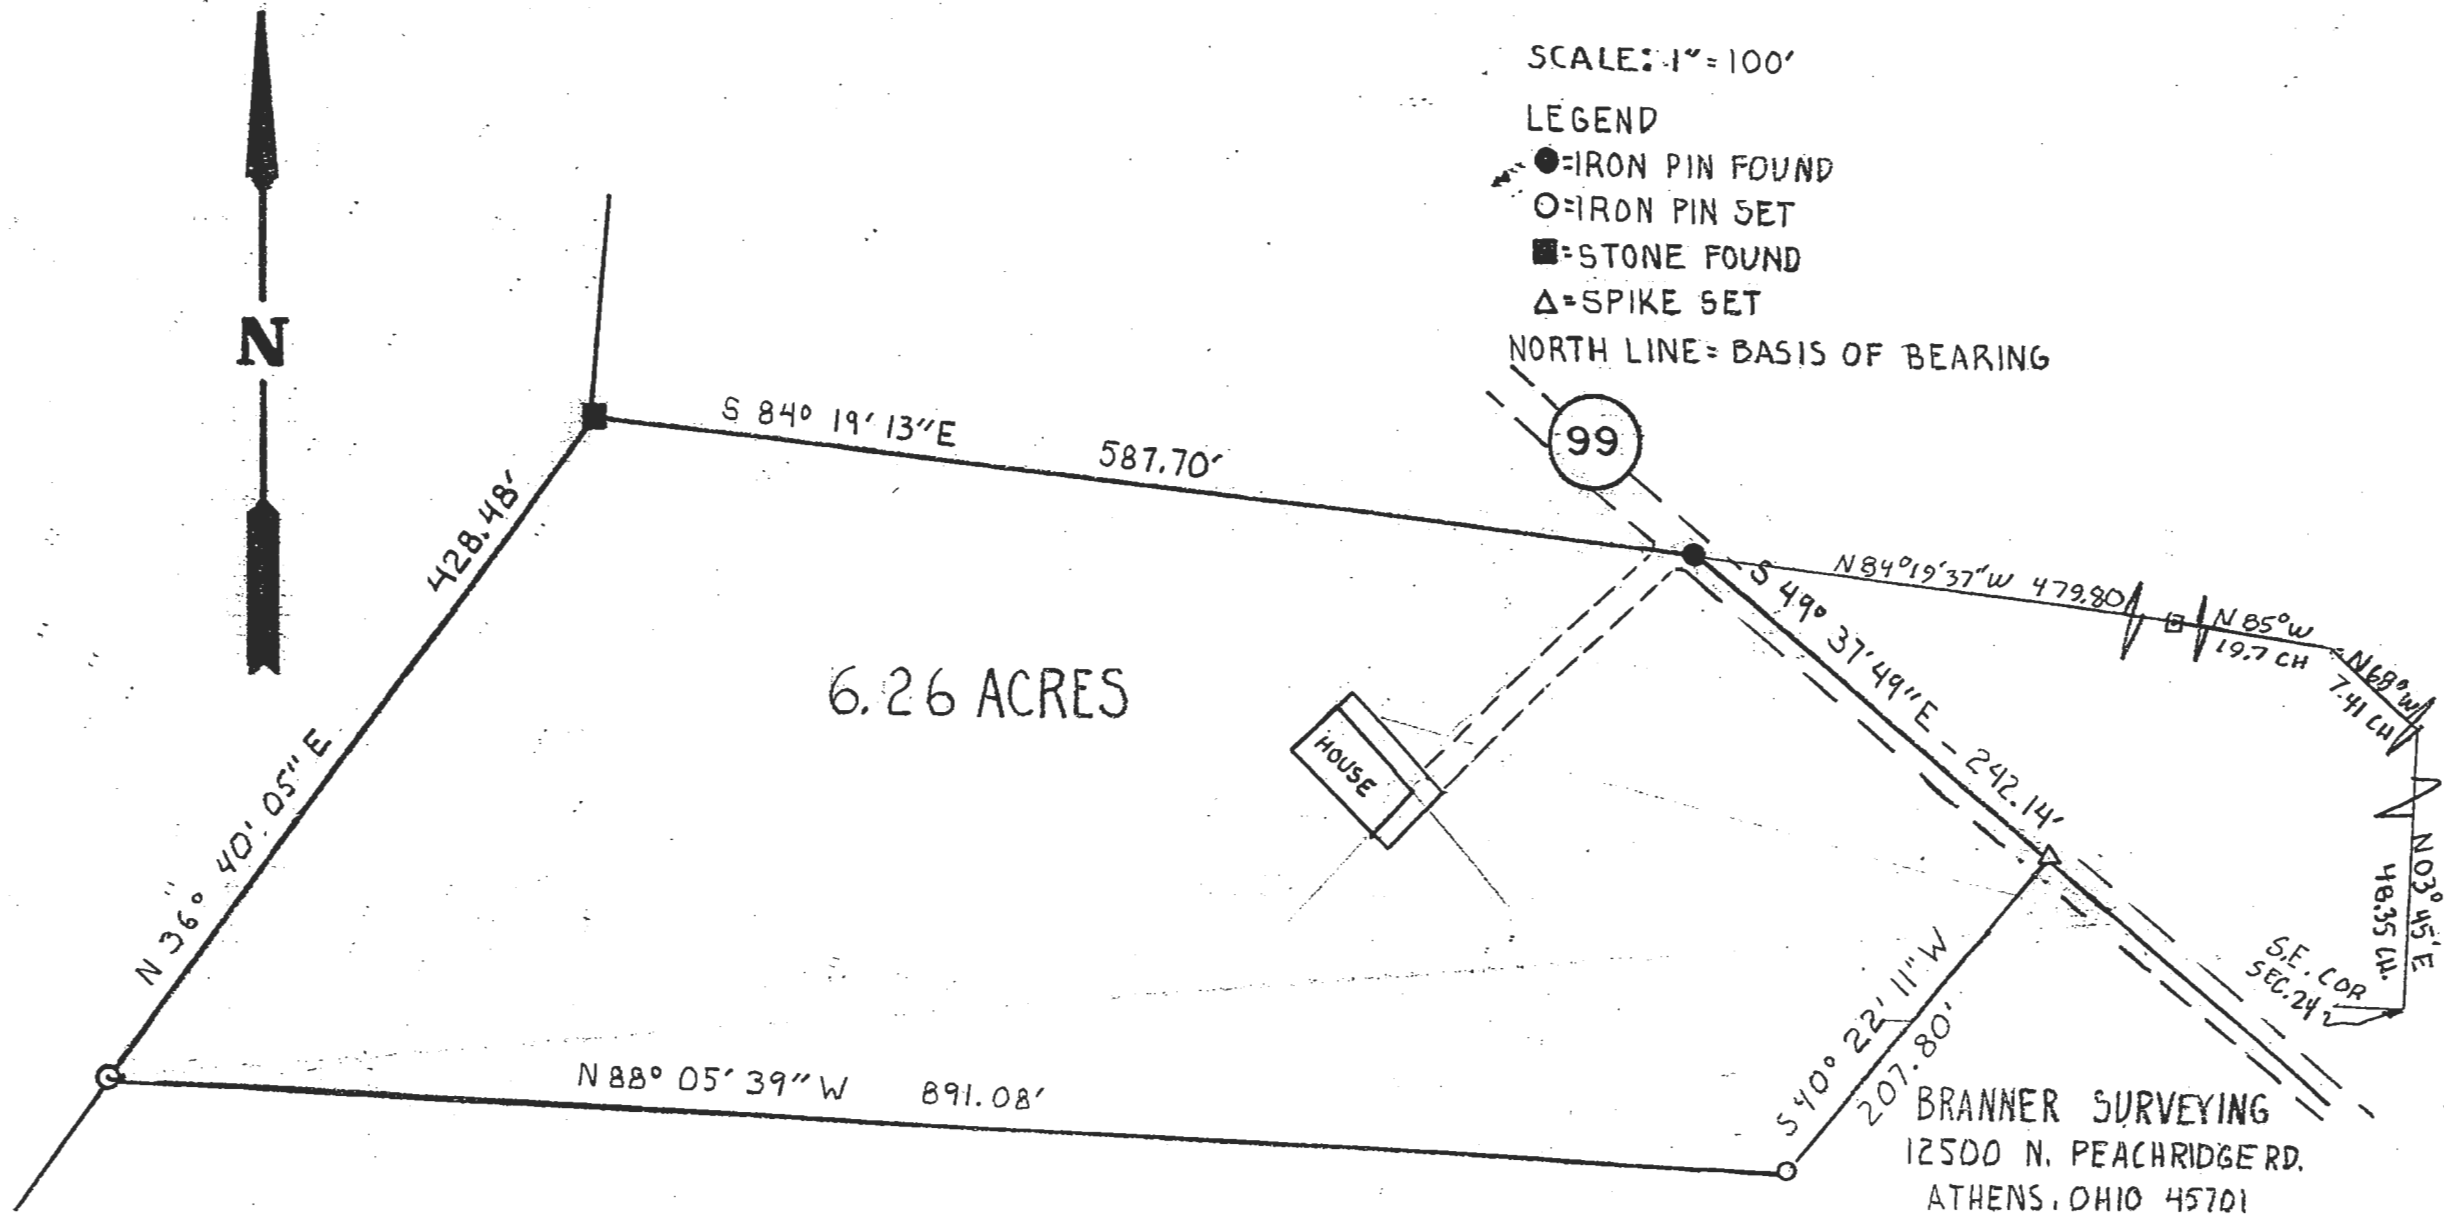 SCALE: 1"=100'
LEGEND
●=IRON PIN FOUND
○=IRON PIN SET
■=STONE FOUND
△=SPIKE SET
NORTH LINE=BASIS OF BEARING
N
99
S 84° 19' 13"E 587.70'
428.48'
N 36° 40' 05" E
6.26 ACRES
HOUSE
N84°19'37"W 479.80
S 49° 37' 49"E - 242.14'
N 85°W
19.7 CH
N68°W
7.41 CH
N03° 45' E
48.35 CH.
S.E. COR
SEC. 24
S 40° 22' 11" W
207.80'
N 88° 05' 39" W 891.08'
BRANNER SURVEYING
12500 N. PEACHRIDGE RD.
ATHENS, OHIO 45701